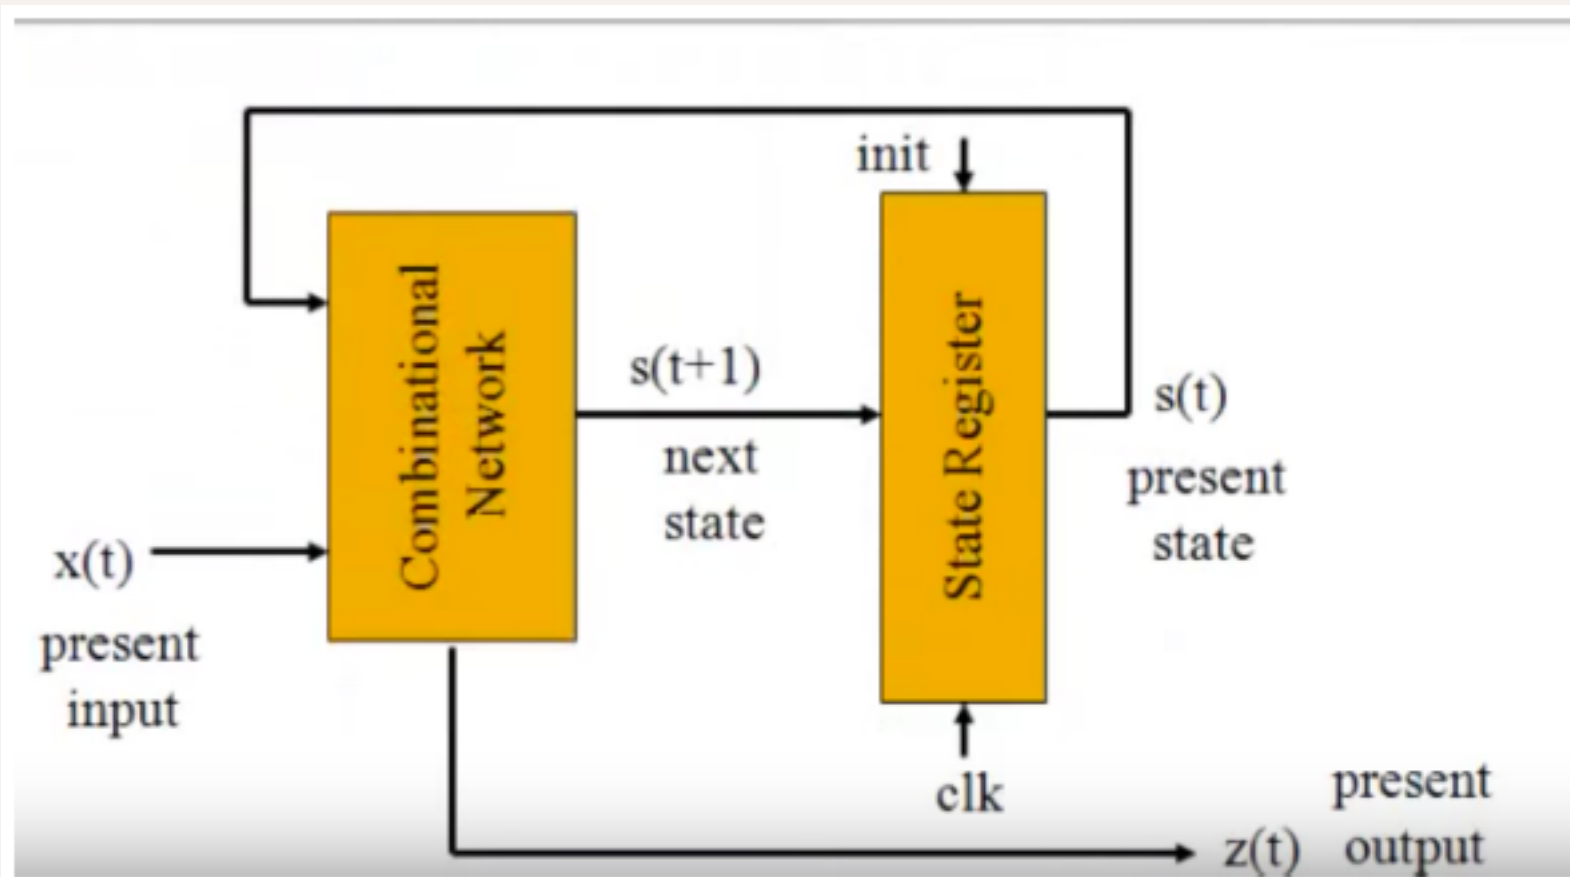 init
Combinational
Network
s(t+1)
next
state
State Register
s(t)
present
state
x(t)
present
input
clk
z(t)
present
output